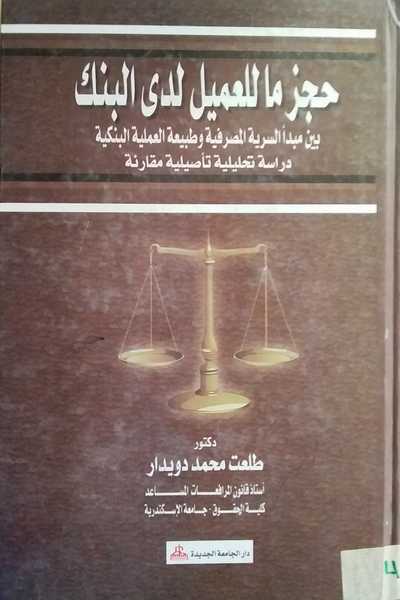 حجز ما للعميل لدى البنك
بين مبدأ السرية المصرفية وطبيعة العملية البنكية
دراسة تحليلية تأصيلية مقارنة
دكتور
طلعت محمد دويدار
أستاذ قانون المرافعات المساعد
كلية الحقوق - جامعة الإسكندرية
دار الجامعة الجديدة
4